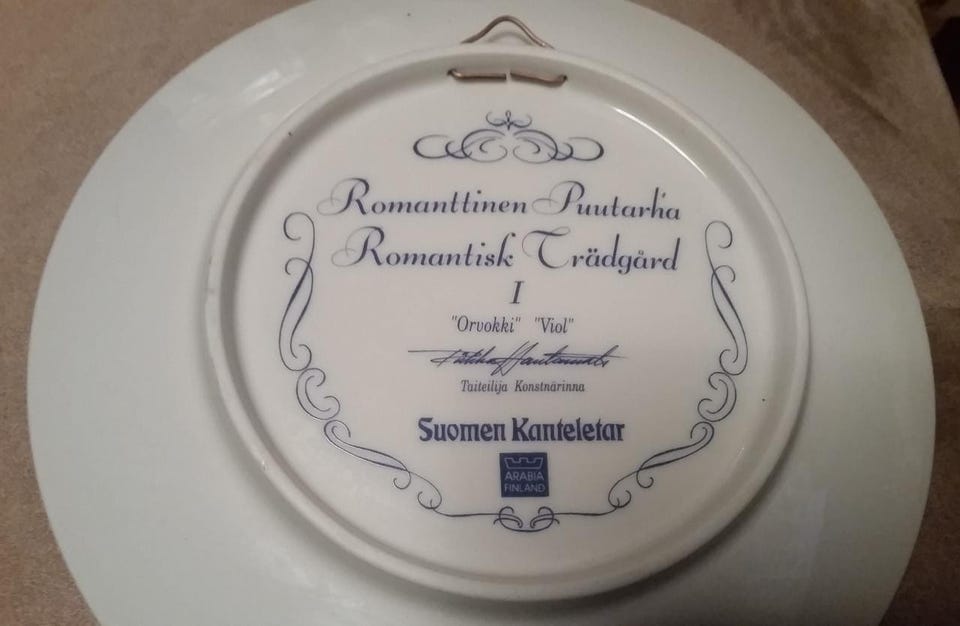 Romanttinen Puutarha
Romantisk Trädgård
I
"Orvokki" "Viol"
Taiteilija Konstnärinna
Suomen Kanteletar
ARABIA
FINLAND